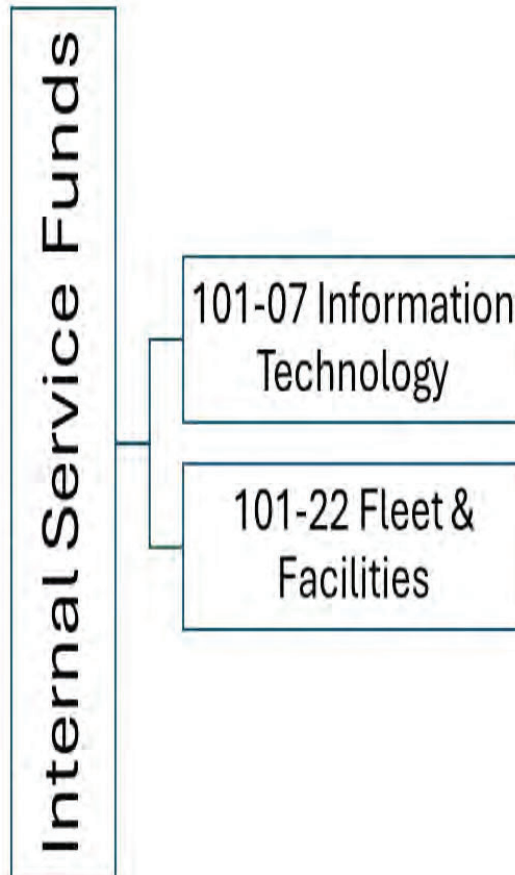 Internal Service Funds
101-07 Information
Technology
101-22 Fleet &
Facilities